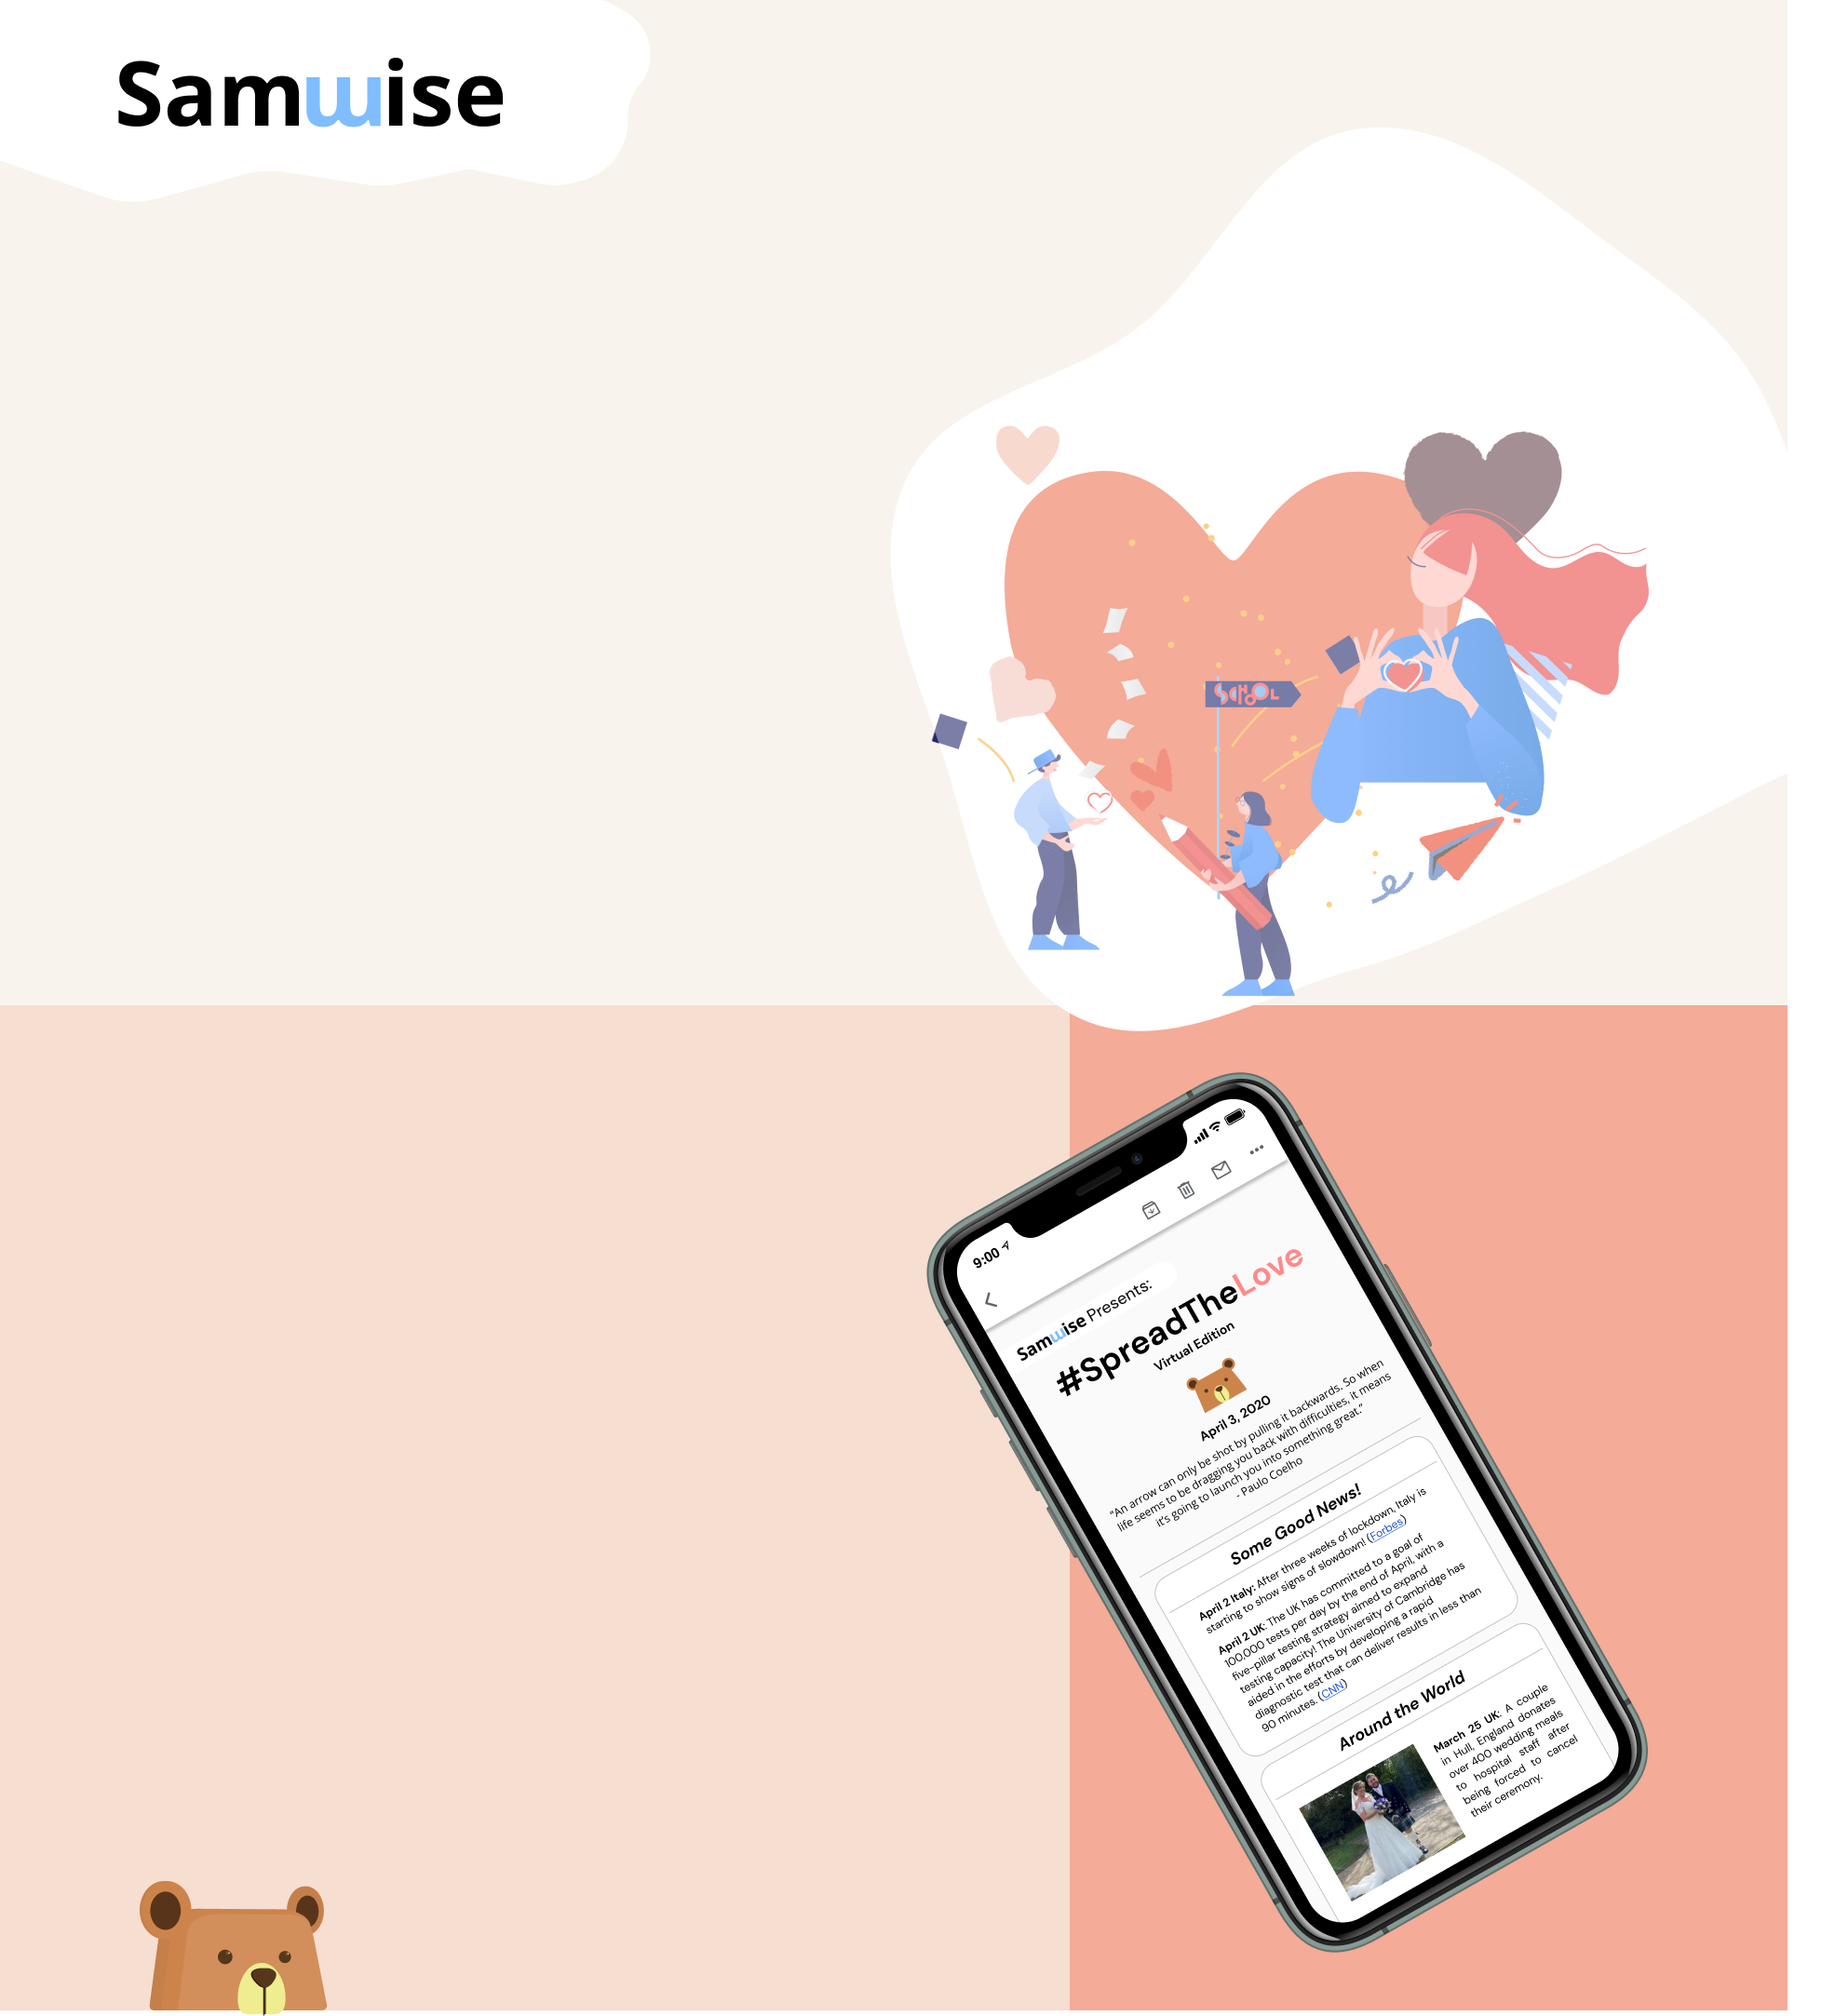 Samwise
SCHOOL
9:00
Samwise Presents:
#SpreadTheLove
Virtual Edition
April 3, 2020
“An arrow can only be shot by pulling it backwards. So when
life seems to be dragging you back with difficulties, it means
it’s going to launch you into something great.”
- Paulo Coelho
Some Good News!
April 2 Italy: After three weeks of lockdown, Italy is
starting to show signs of slowdown! (Forbes)
April 2 UK: The UK has committed to a goal of
100,000 tests per day by the end of April, with a
five-pillar testing strategy aimed to expand
testing capacity! The University of Cambridge has
aided in the efforts by developing a rapid
diagnostic test that can deliver results in less than
90 minutes. (CNN)
Around the World
March 25 UK: A couple
in Hull, England donates
over 400 wedding meals
to hospital staff after
being forced to cancel
their ceremony.